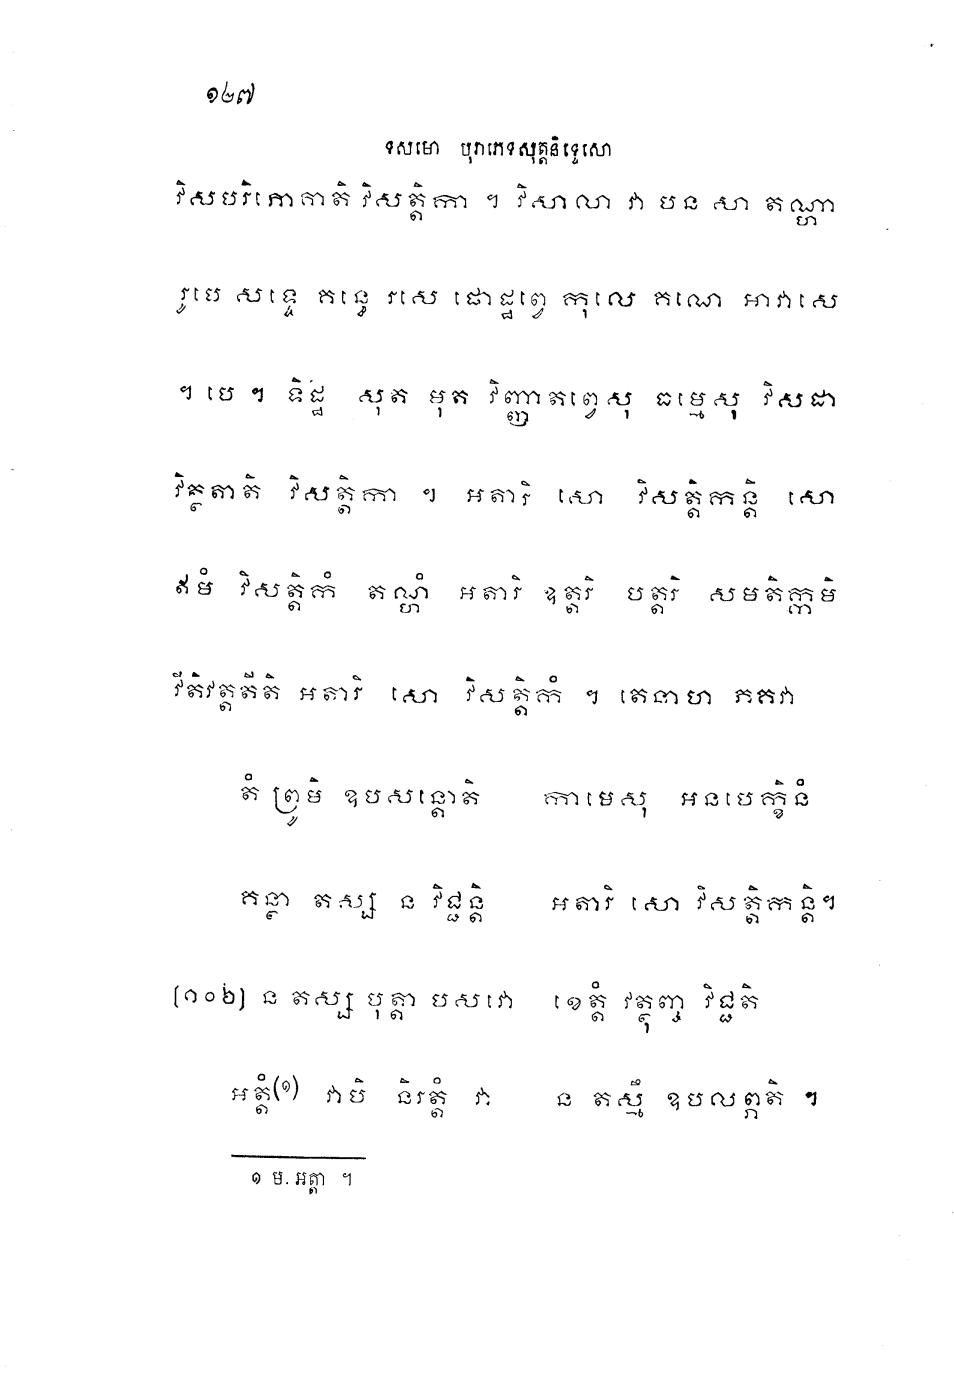 ១២៧
ទសមោ បុរាភេទសុត្តនិទ្ទេសោ
វិសបរិភោគាតិ វិសត្តិកា ។ វិសាលា វា បន សា តណ្ហា
រូបេ សទ្ទេ គន្ធេ រសេ ផោដ្ឋព្វេ កុលេ គណេ អាវាសេ
។ បេ ។ ទិដ្ឋ សុត មុត វិញ្ញាតព្វេសុ ធម្មេសុ វិសដា
វិត្ថតាតិ វិសត្តិកា ។ អតារិ សោ វិសត្តិកន្តិ សោ
ឥមំ វិសត្តិកំ តណ្ហំ អតារិ ឧត្តរិ បត្តរិ សមតិក្កមិ
វីតិវត្តតីតិ អតារិ សោ វិសត្តិកំ ។ តេនាហ ភគវា
តំ ព្រូមិ ឧបសន្តោតិ កាមេសុ អនបេក្ខិនំ
គន្ថា តស្ស ន វិជ្ជន្តិ អតារិ សោ វិសត្តិកន្តិ។
[១០២] ន តស្ស បុត្តា បសវោ ខេត្តំ វត្ថុញ្ច វិជ្ជតិ
អត្តំ(១) វាបិ និរត្តំ វា ន តស្មឹ ឧបលព្ភតិ ។
១ ម. អត្តា ។